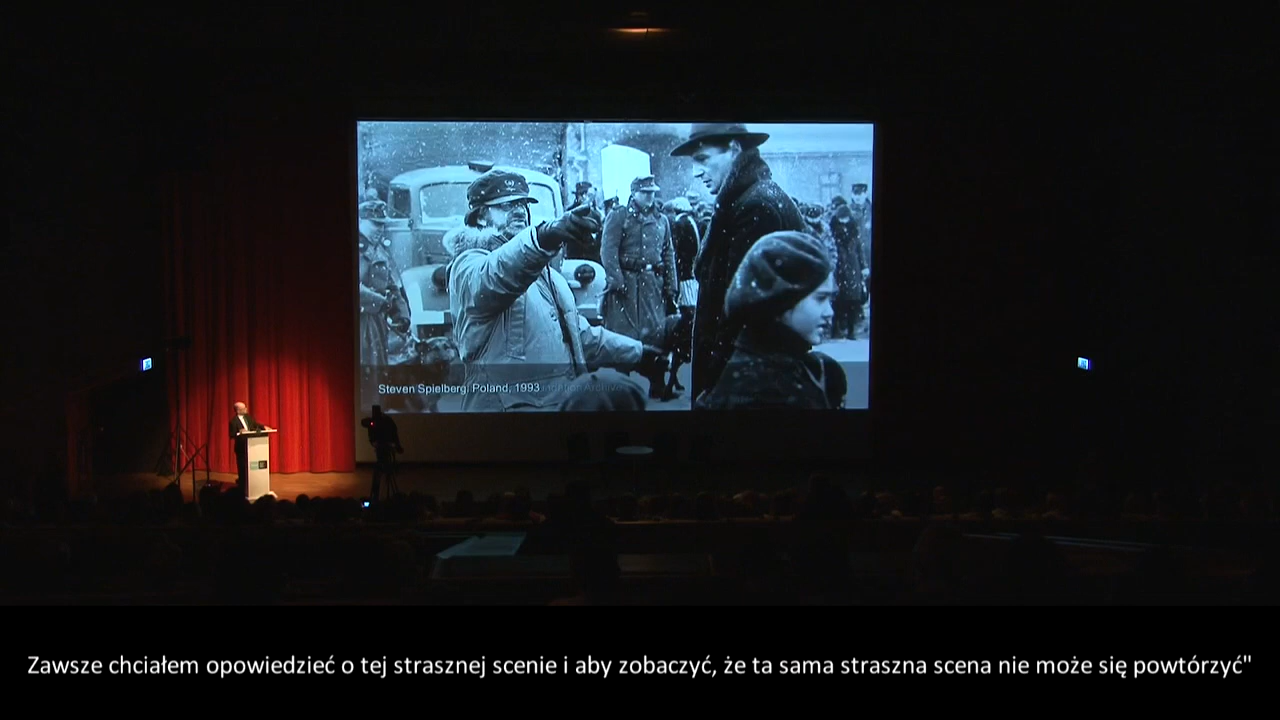 Steven Spielberg, Poland, 1993
Zawsze chciałem opowiedzieć o tej strasznej scenie i aby zobaczyć, że ta sama straszna scena nie może się powtórzyć"